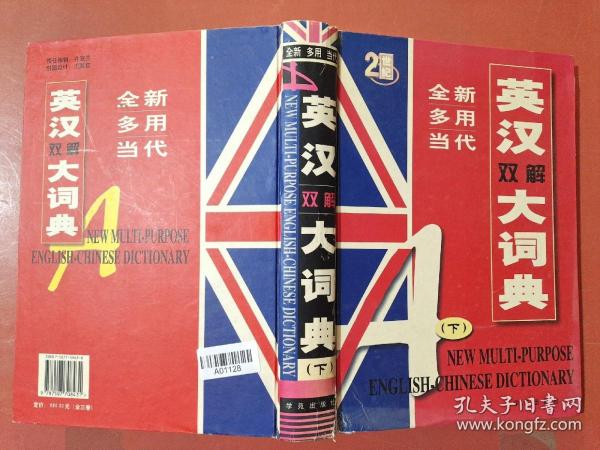 全新
多用
当代
英汉
双解
大词典
NEW MULTI-PURPOSE
ENGLISH-CHINESE DICTIONARY
全新 多用 当代
英汉
双解
大词典
(下)
NEW MULTI-PURPOSE ENGLISH-CHINESE DICTIONARY
A01128
学苑出版社
21
世纪
全新
多用
当代
英汉
双解
大词典
(下)
NEW MULTI-PURPOSE
ENGLISH-CHINESE DICTIONARY
孔夫子旧书网
kongfz.com